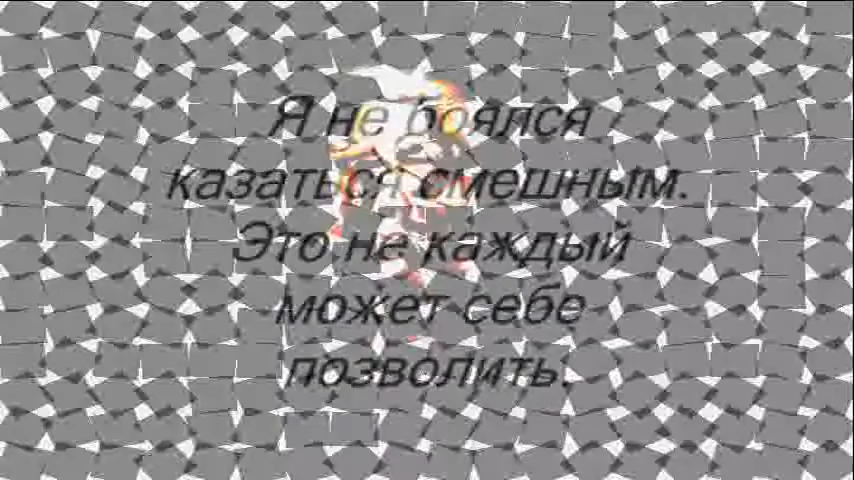 Я не боялся
казаться смешным.
Это не каждый
может себе
позволить.